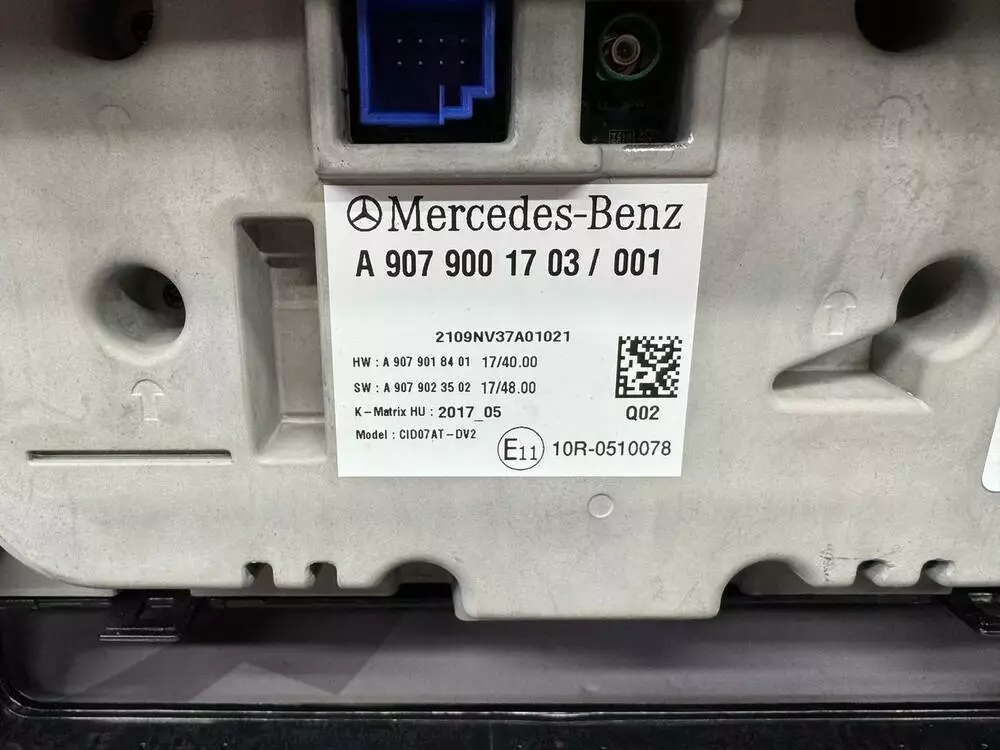 Mercedes-Benz
A 907 900 17 03 / 001
2109NV37A01021
HW : A 907 901 84 01 17/40.00
SW : A 907 902 35 02 17/48.00
K-Matrix HU : 2017_05
Q02
Model : CID07AT-DV2
E11 10R-0510078